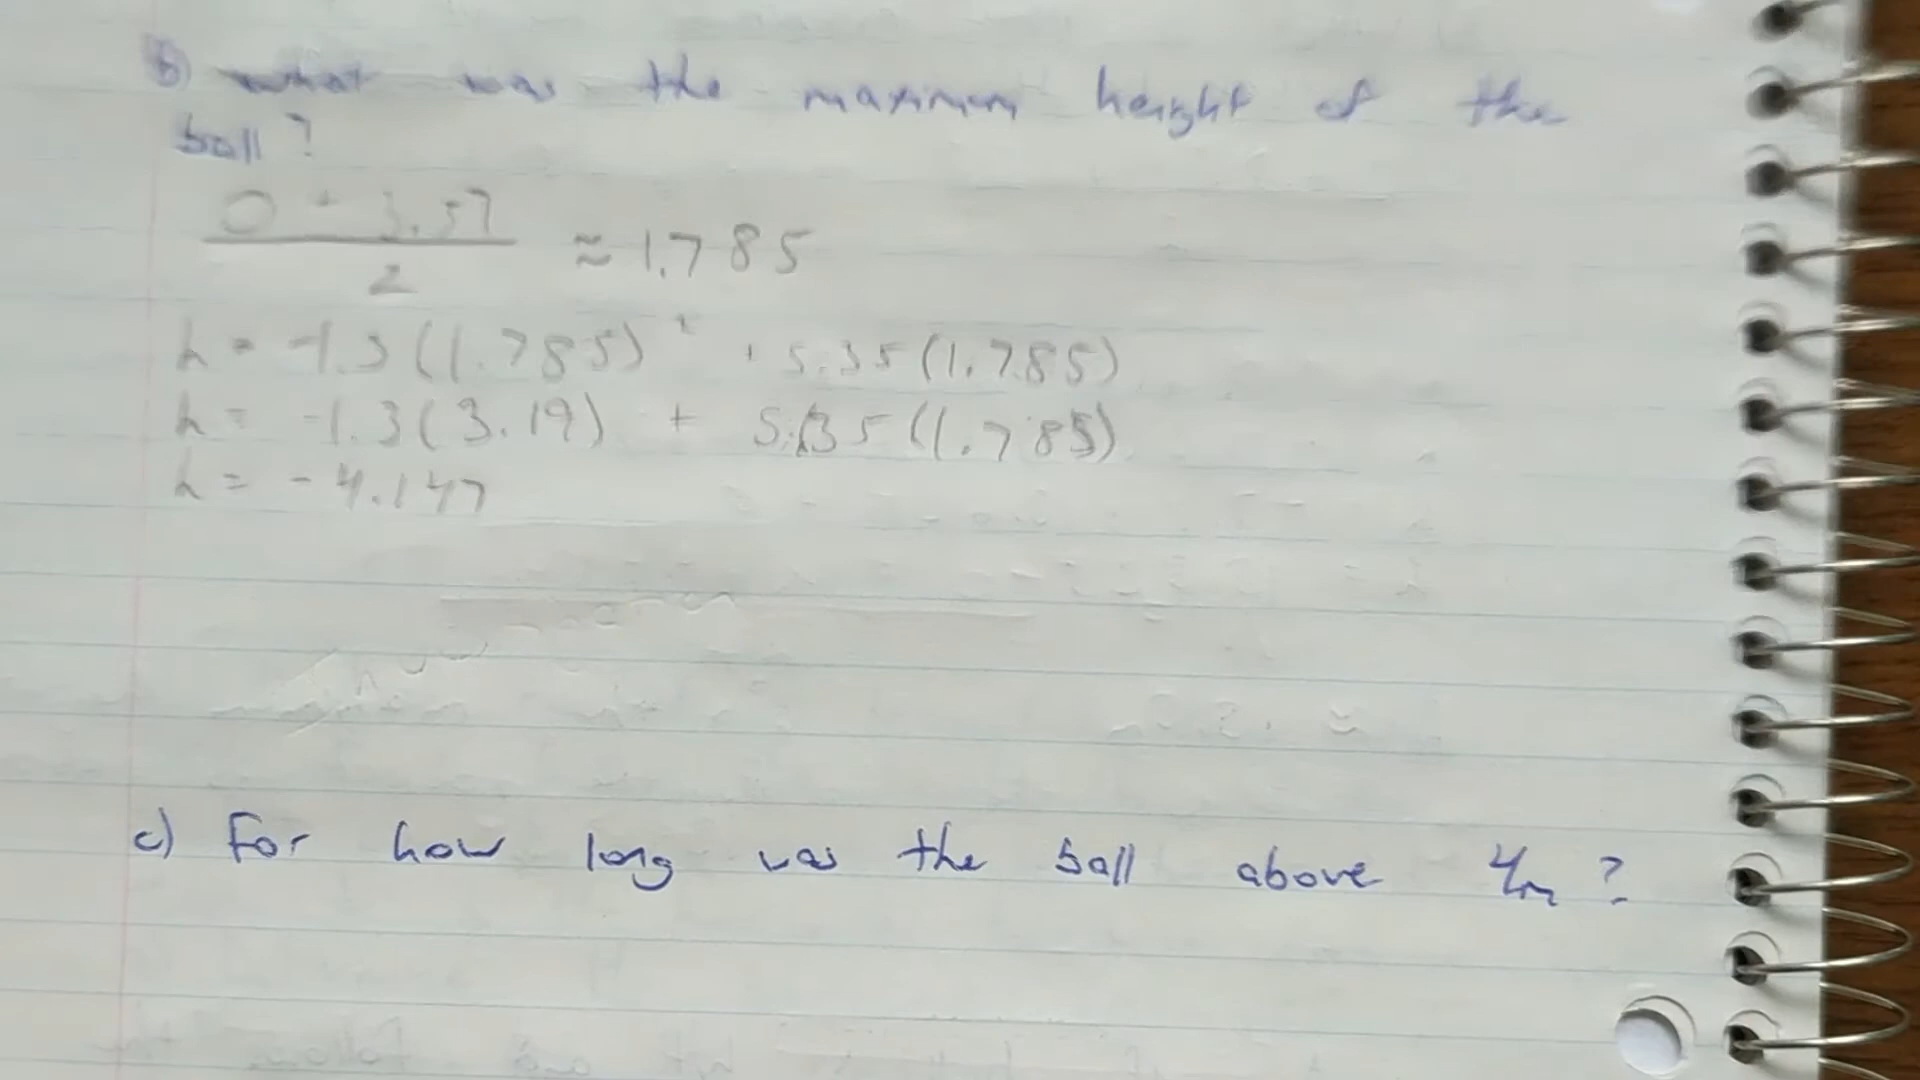 b) what was the maximum height of the
ball?
0 + 3.57
2
≈ 1.785
h = -1.3(1.785)² + 5.35(1.785)
h = -1.3(3.19) + 5.35(1.785)
h = -4.147
c) For how long was the ball above 4m?